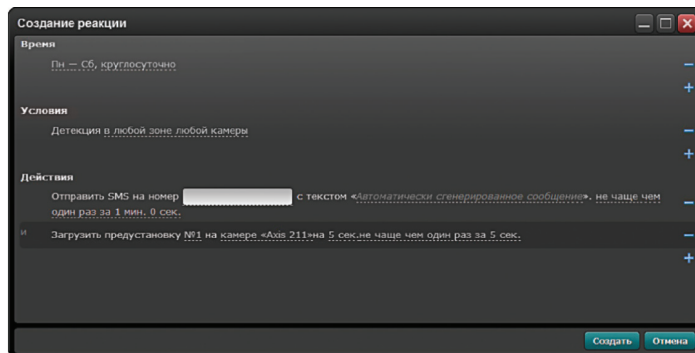 Создание реакции
Время
Пн — Сб, круглосуточно
Условия
Детекция в любой зоне любой камеры
Действия
Отправить SMS на номер с текстом «Автоматически сгенерированное сообщение». не чаще чем
один раз за 1 мин. 0 сек.
и Загрузить предустановку №1 на камере «Axis 211»на 5 сек.не чаще чем один раз за 5 сек.
Создать Отмена